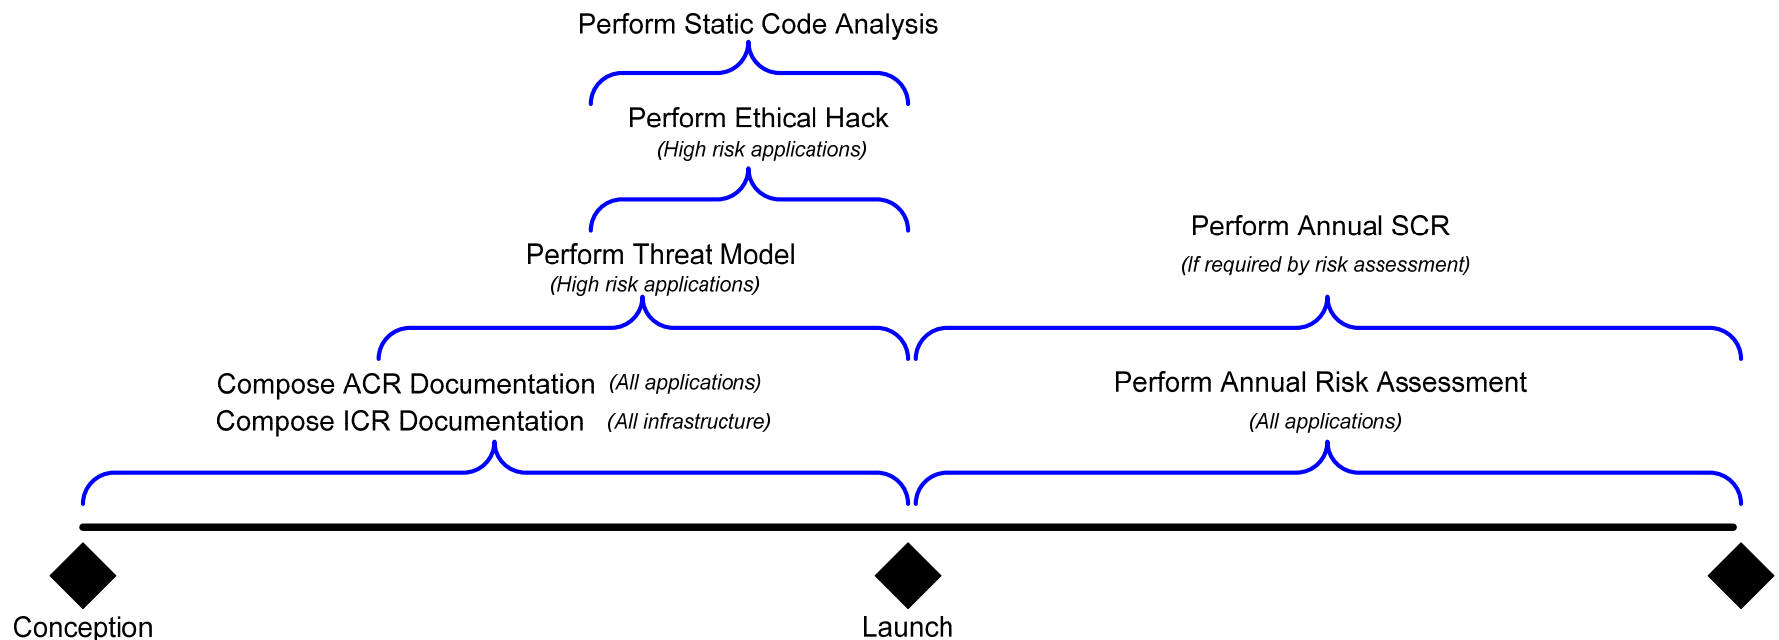 Perform Static Code Analysis
Perform Ethical Hack
(High risk applications)
Perform Threat Model
(High risk applications)
Compose ACR Documentation (All applications)
Compose ICR Documentation (All infrastructure)
Perform Annual SCR
(If required by risk assessment)
Perform Annual Risk Assessment
(All applications)
Conception
Launch